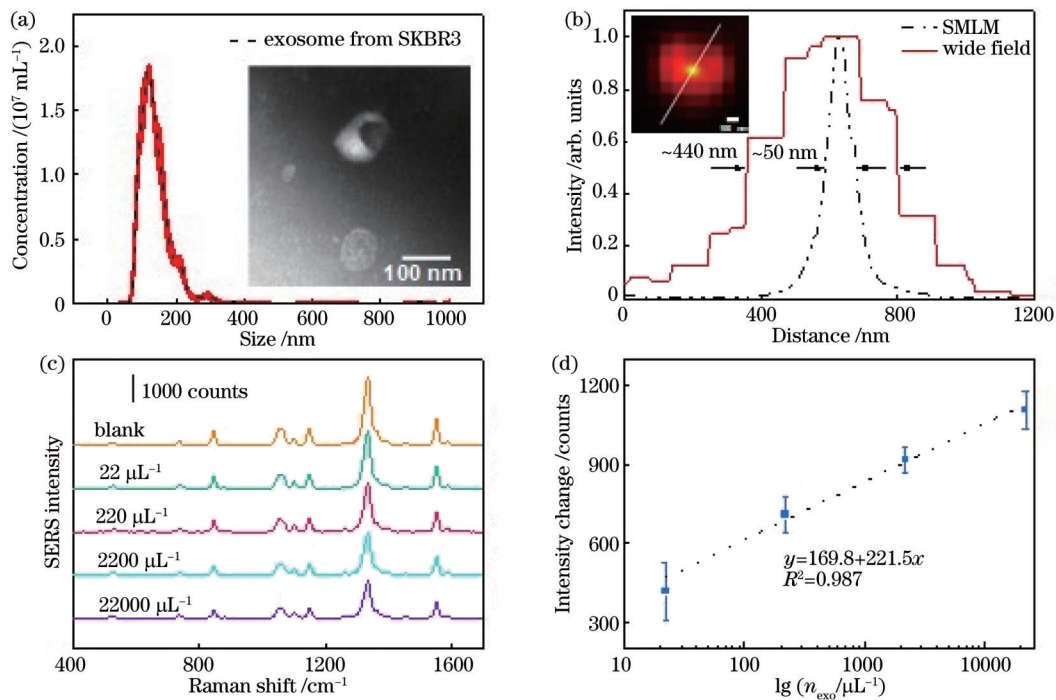 (a)
exosome from SKBR3
2.0
1.5
1.0
0.5
0
Concentration /(10⁷ mL⁻¹)
100 nm
0 200 400 600 800 1000
Size /nm
(b)
SMLM
wide field
1.0
0.8
0.6
0.4
0.2
0
Intensity /arb. units
~440 nm
~50 nm
0 400 800 1200
Distance /nm
(c)
1000 counts
blank
22 μL⁻¹
220 μL⁻¹
2200 μL⁻¹
22000 μL⁻¹
SERS intensity
400 800 1200 1600
Raman shift /cm⁻¹
(d)
1200
900
600
300
Intensity change /counts
y=169.8+221.5x
R²=0.987
10 100 1000 10000
lg (nₑₓₒ/μL⁻¹)